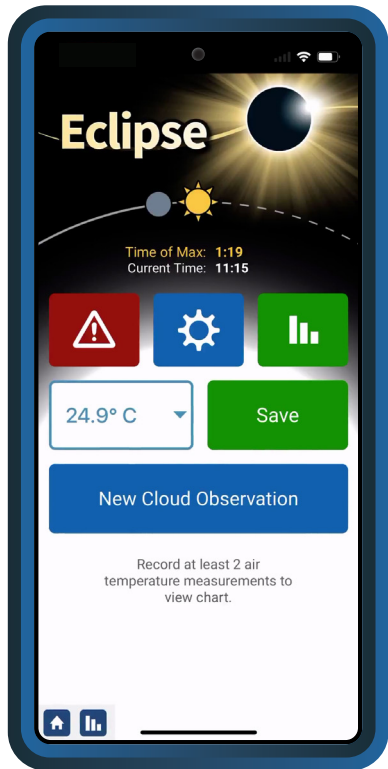 Eclipse
Time of Max: 1:19
Current Time: 11:15
24.9° C
Save
New Cloud Observation
Record at least 2 air
temperature measurements to
view chart.